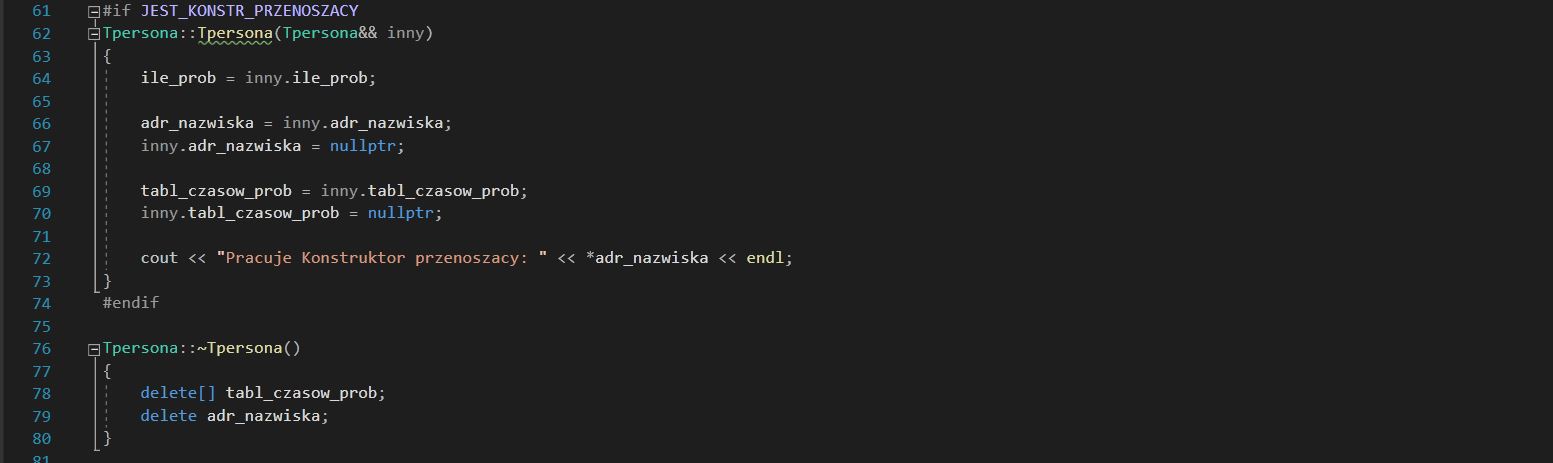 61 #if JEST_KONSTR_PRZENOSZACY
62 Tpersona::Tpersona(Tpersona&& inny)
63 {
64 ile_prob = inny.ile_prob;
65
66 adr_nazwiska = inny.adr_nazwiska;
67 inny.adr_nazwiska = nullptr;
68
69 tabl_czasow_prob = inny.tabl_czasow_prob;
70 inny.tabl_czasow_prob = nullptr;
71
72 cout << "Pracuje Konstruktor przenoszacy: " << *adr_nazwiska << endl;
73 }
74 #endif
75
76 Tpersona::~Tpersona()
77 {
78 delete[] tabl_czasow_prob;
79 delete adr_nazwiska;
80 }
81